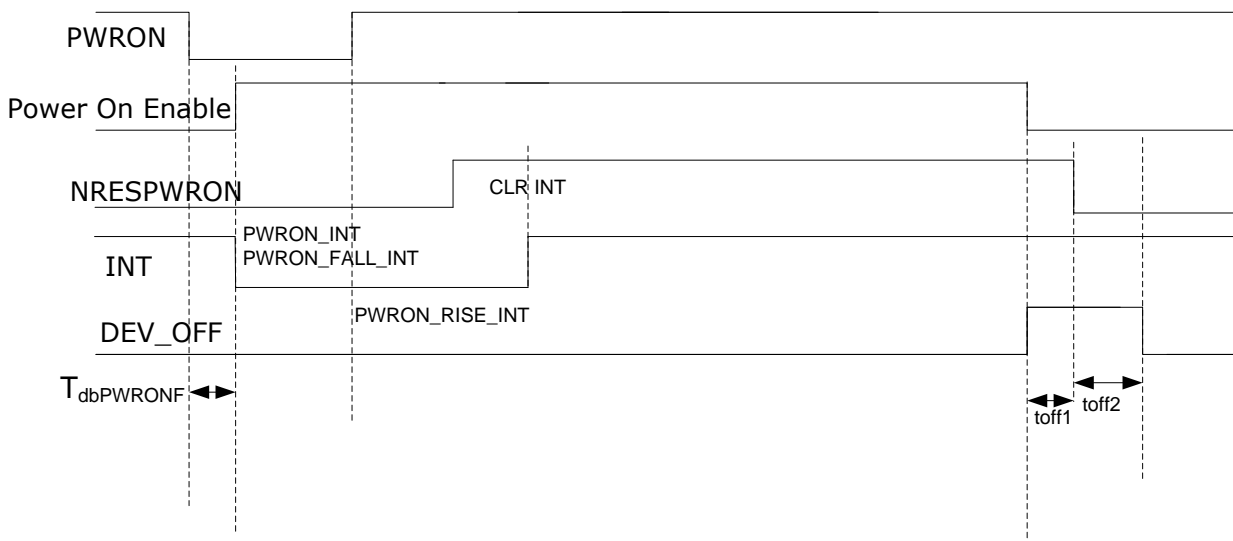 PWRON
Power On Enable
NRESPWRON
CLR INT
PWRON_INT
PWRON_FALL_INT
INT
PWRON_RISE_INT
DEV_OFF
TdbPWRONF
toff1
toff2